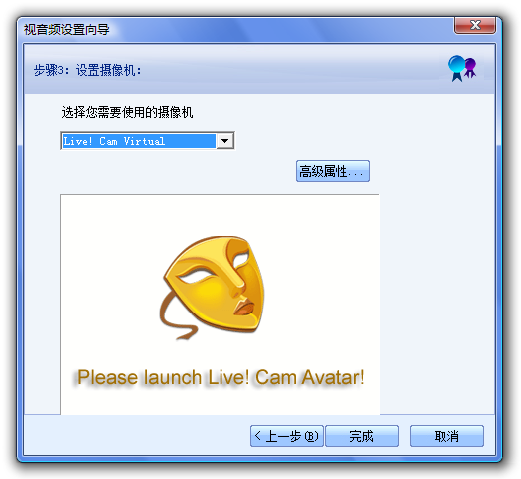 视音频设置向导
步骤3：设置摄像机：
选择您需要使用的摄像机
Live! Cam Virtual
高级属性...
Please launch Live! Cam Avatar!
< 上一步(B)
完成
取消